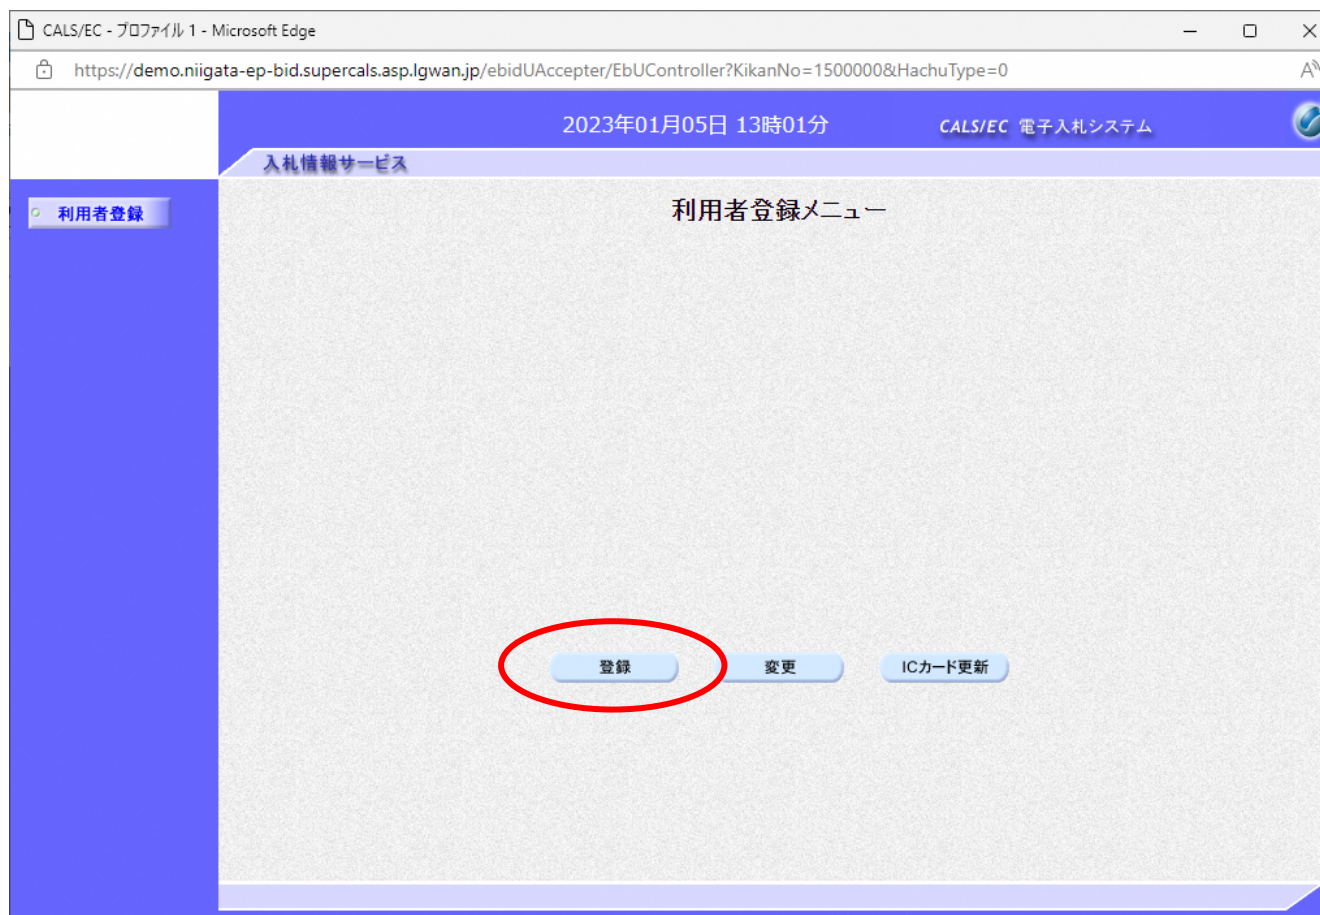 CALS/EC - プロファイル 1 - Microsoft Edge
https://demo.niigata-ep-bid.supercals.asp.lgwan.jp/ebidUAccepter/EbUController?KikanNo=1500000&HachuType=0
2023年01月05日 13時01分
CALS/EC 電子入札システム
入札情報サービス
利用者登録
利用者登録メニュー
登録 変更 ICカード更新